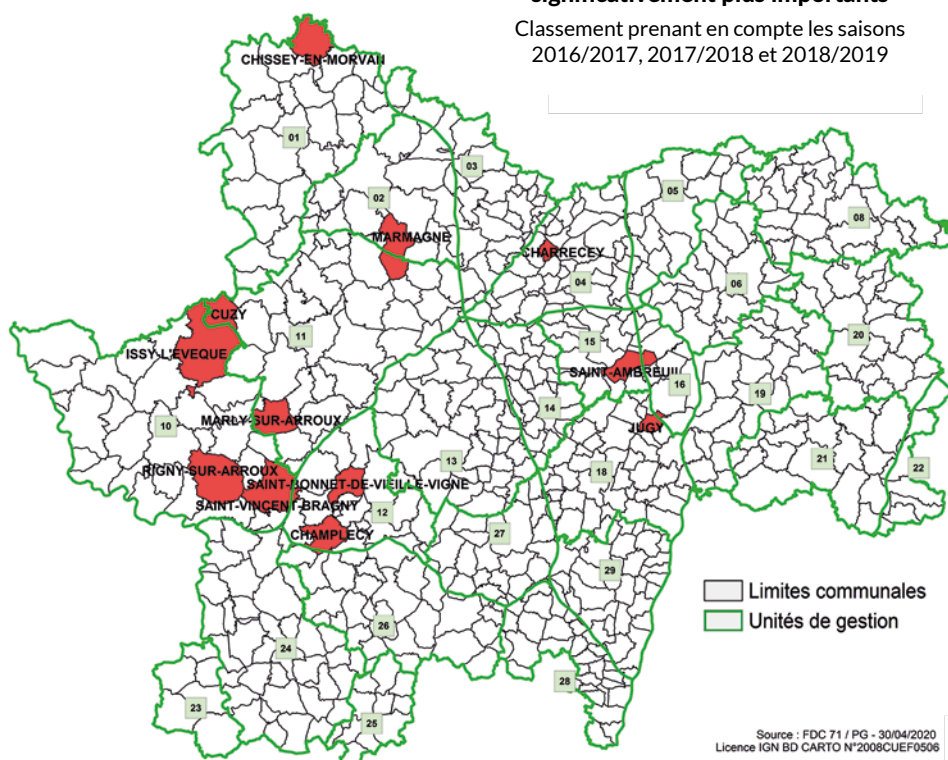 significativement plus importants
Classement prenant en compte les saisons
2016/2017, 2017/2018 et 2018/2019
CHISSEY-EN-MORVAN
01
03
05
02
08
MARMAGNE
CHARRECEY
04
06
CUZY
11
15
20
ISSY-L'EVEQUE
SAINT-AMBREUIL
16
19
14
MARLY-SUR-ARROUX
10
JUGY
13
21
22
18
RIGNY-SUR-ARROUX
SAINT-BONNET-DE-VIEILLE-VIGNE
SAINT-VINCENT-BRAGNY
12
CHAMPLECY
27
29
Limites communales
Unités de gestion
26
24
28
23
25
Source : FDC 71 / PG - 30/04/2020
Licence IGN BD CARTO N°2008CUEF0506